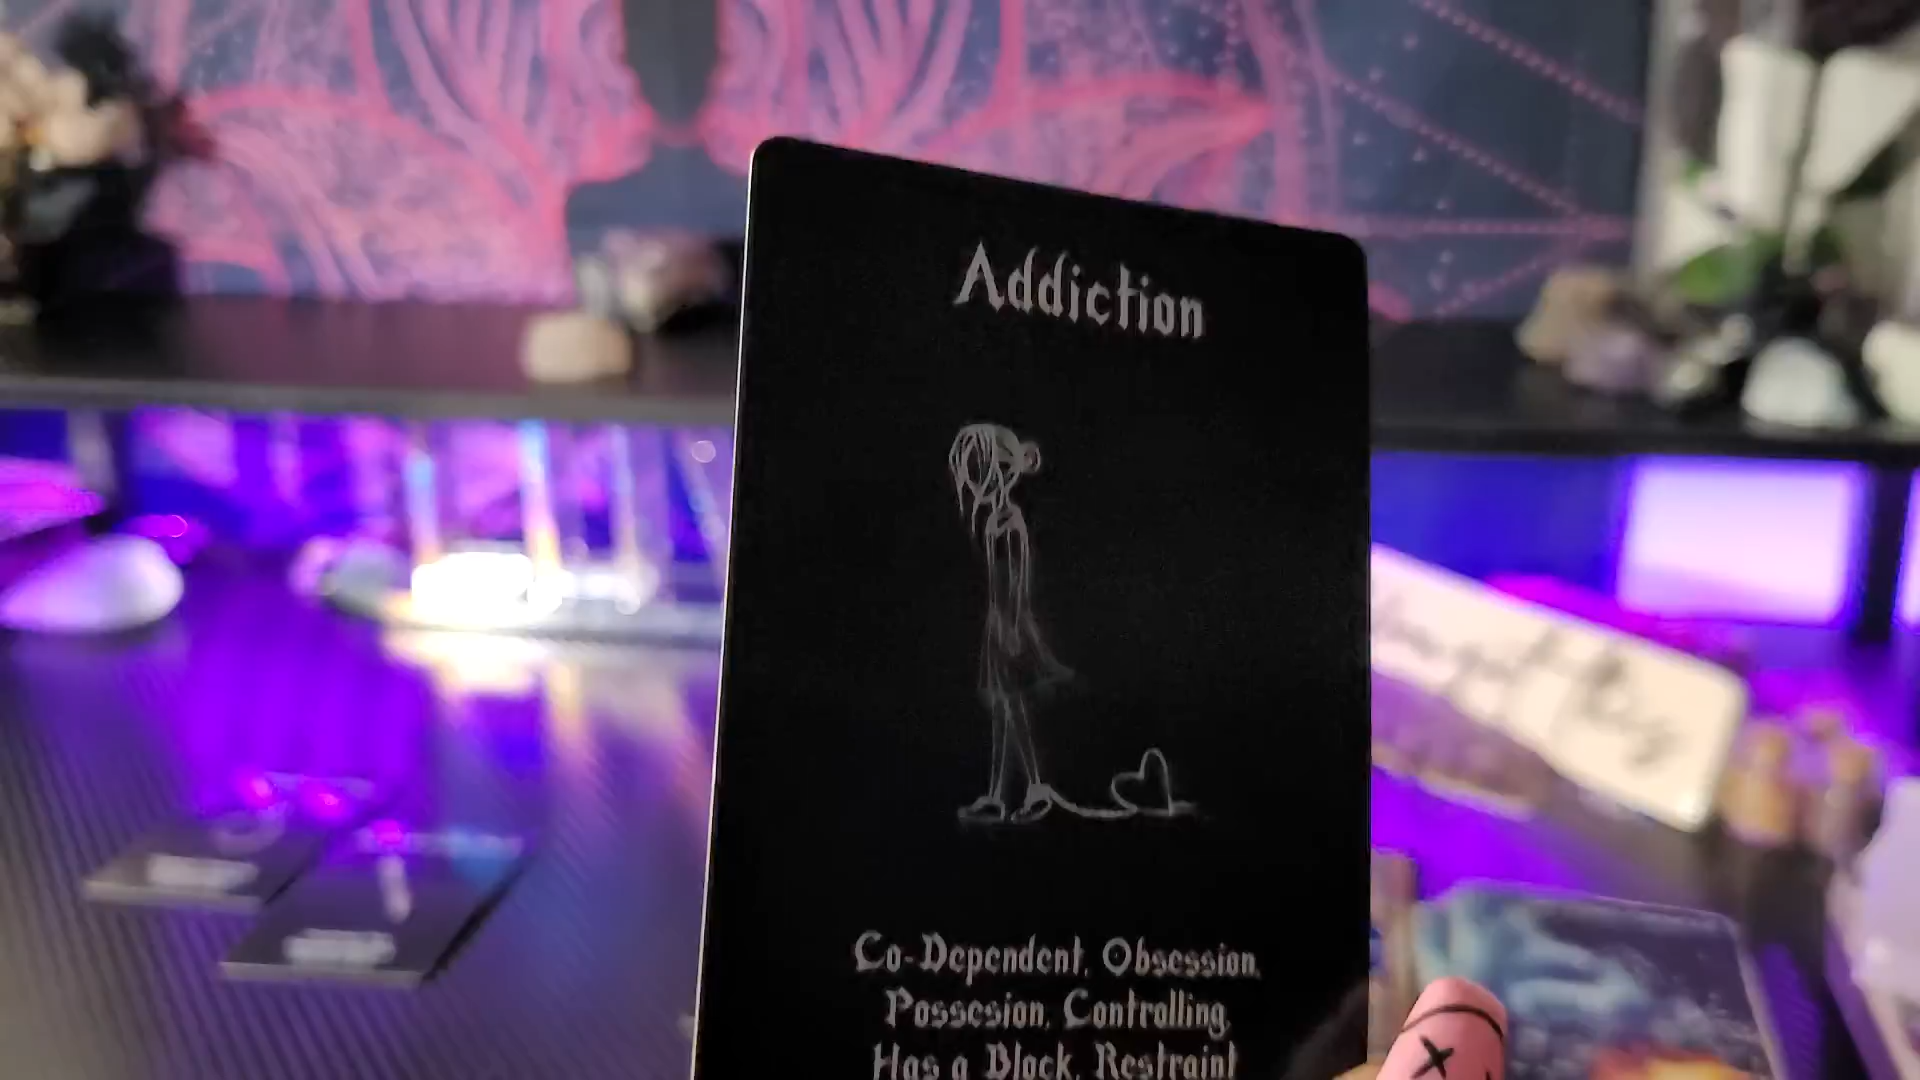 Addiction
Co-Dependent, Obsession,
Possesion, Controlling,
Has a Block, Restraint